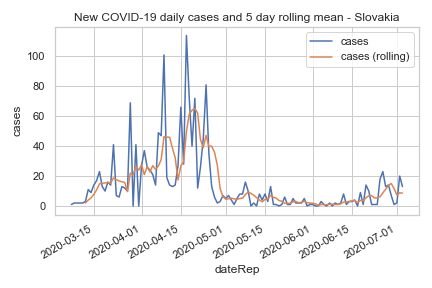 New COVID-19 daily cases and 5 day rolling mean - Slovakia
cases
cases (rolling)
100
80
60
40
20
0
cases
2020-03-15
2020-04-01
2020-04-15
2020-05-01
2020-05-15
2020-06-01
2020-06-15
2020-07-01
dateRep